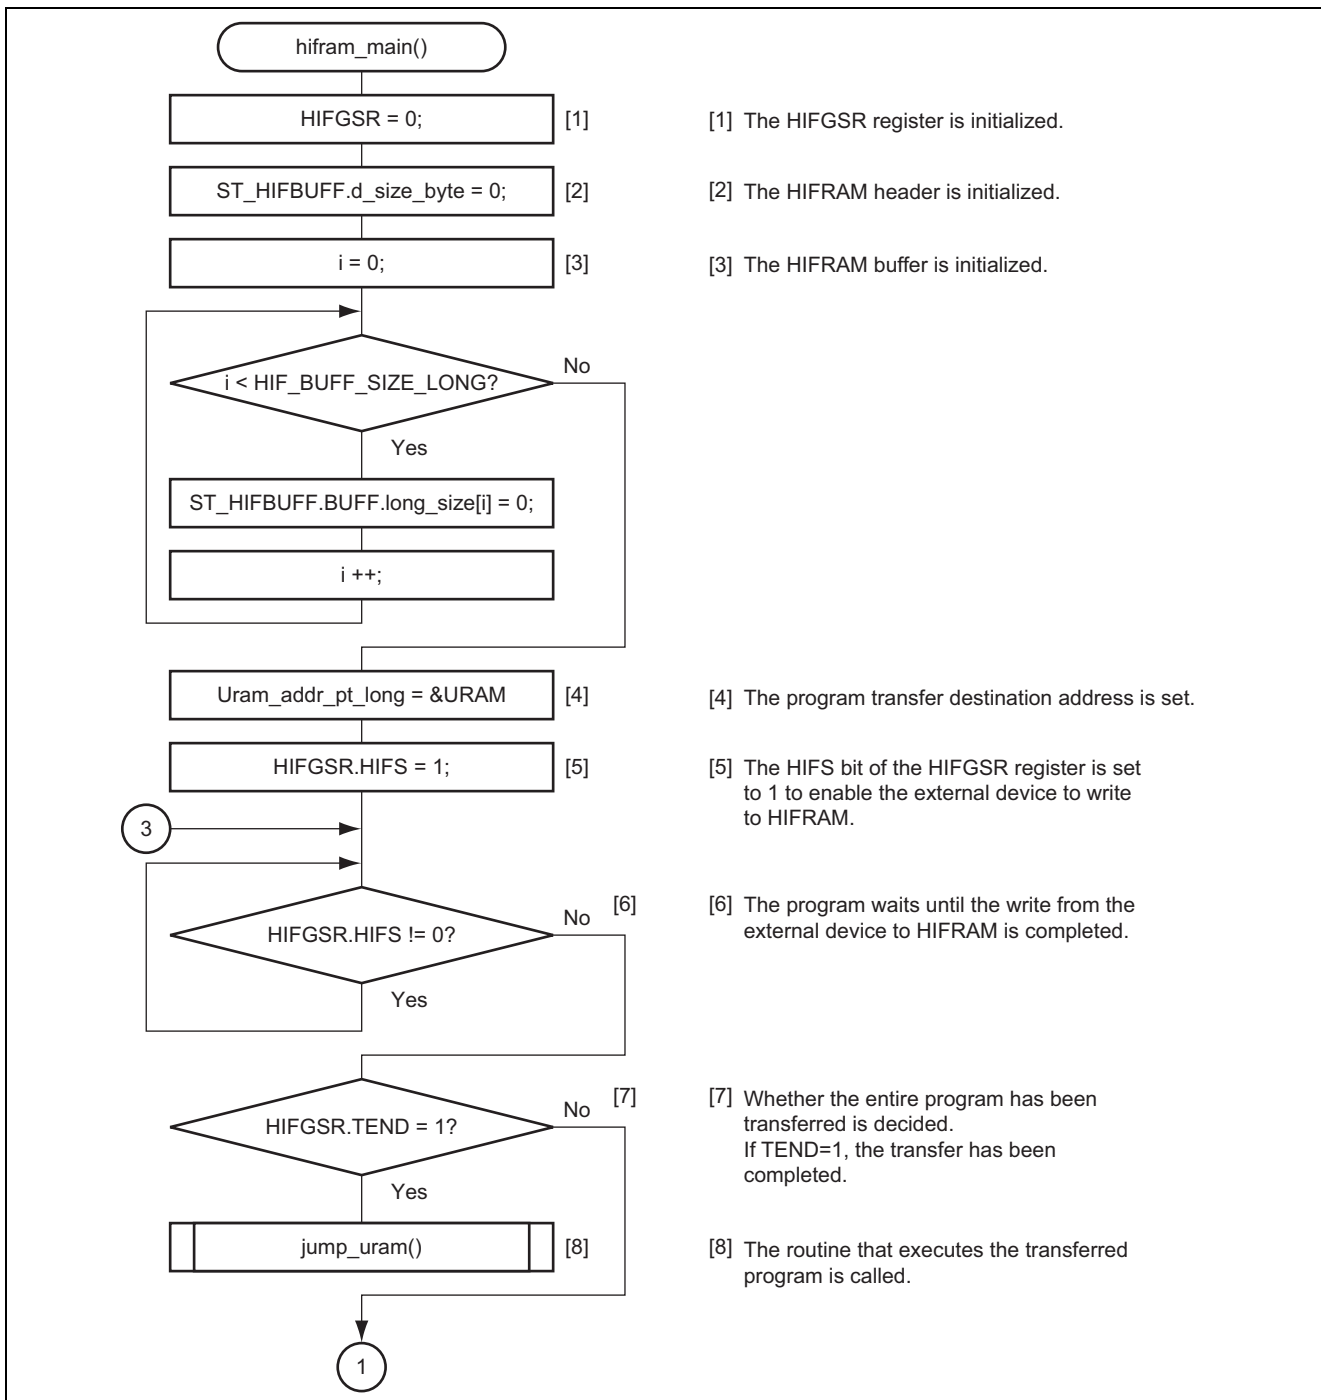 hifram_main()
HIFGSR = 0; [1] [1] The HIFGSR register is initialized.
ST_HIFBUFF.d_size_byte = 0; [2] [2] The HIFRAM header is initialized.
i = 0; [3] [3] The HIFRAM buffer is initialized.
No
i < HIF_BUFF_SIZE_LONG?
Yes
ST_HIFBUFF.BUFF.long_size[i] = 0;
i ++;
Uram_addr_pt_long = &URAM [4] [4] The program transfer destination address is set.
HIFGSR.HIFS = 1; [5] [5] The HIFS bit of the HIFGSR register is set
to 1 to enable the external device to write
to HIFRAM.
3
No [6] [6] The program waits until the write from the
external device to HIFRAM is completed.
HIFGSR.HIFS != 0?
Yes
No [7] [7] Whether the entire program has been
transferred is decided.
If TEND=1, the transfer has been
completed.
HIFGSR.TEND = 1?
Yes
jump_uram() [8] [8] The routine that executes the transferred
program is called.
1